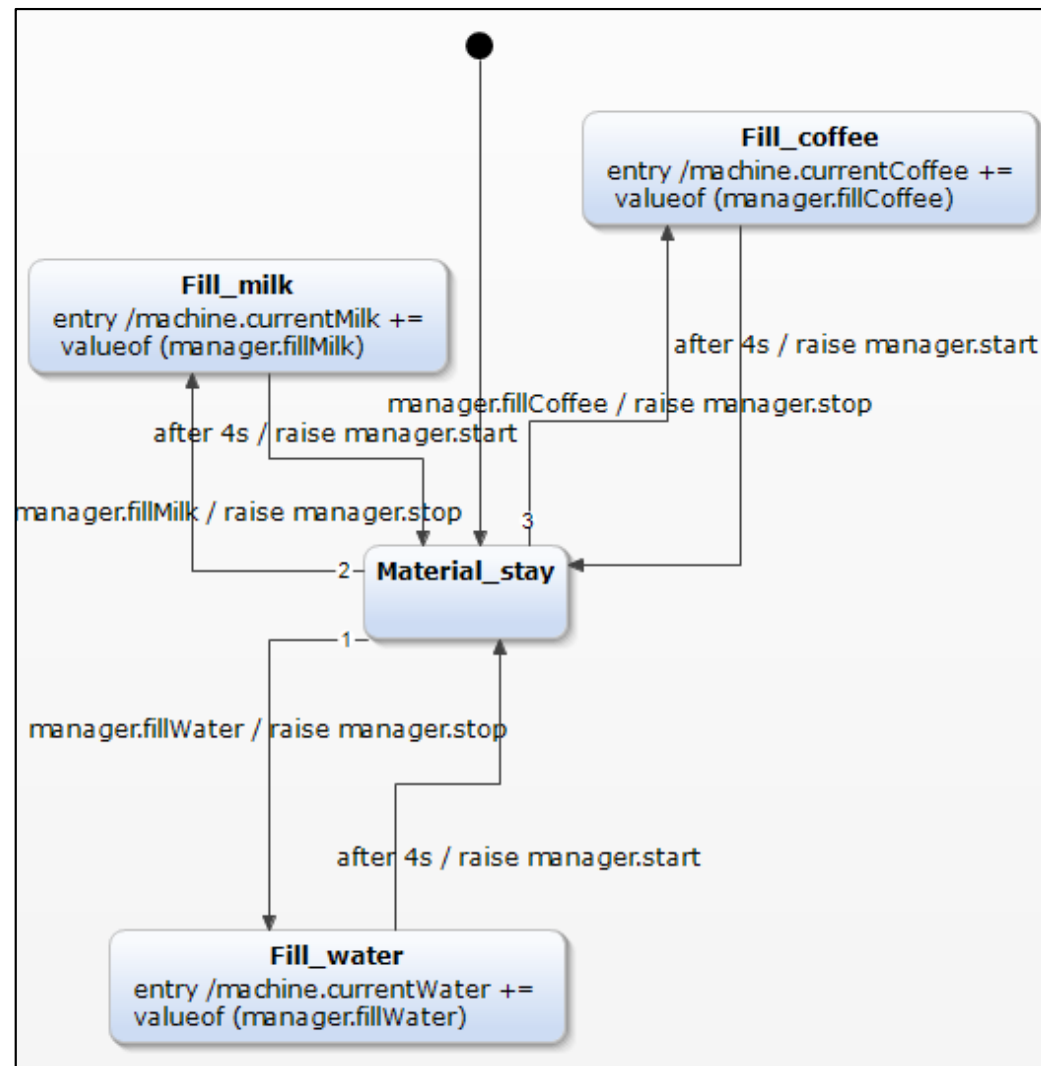 Fill_coffee
entry /machine.currentCoffee +=
valueof (manager.fillCoffee)
Fill_milk
entry /machine.currentMilk +=
valueof (manager.fillMilk)
after 4s / raise manager.start
manager.fillCoffee / raise manager.stop
after 4s / raise manager.start
manager.fillMilk / raise manager.stop
3
2
Material_stay
1
manager.fillWater / raise manager.stop
after 4s / raise manager.start
Fill_water
entry /machine.currentWater +=
valueof (manager.fillWater)